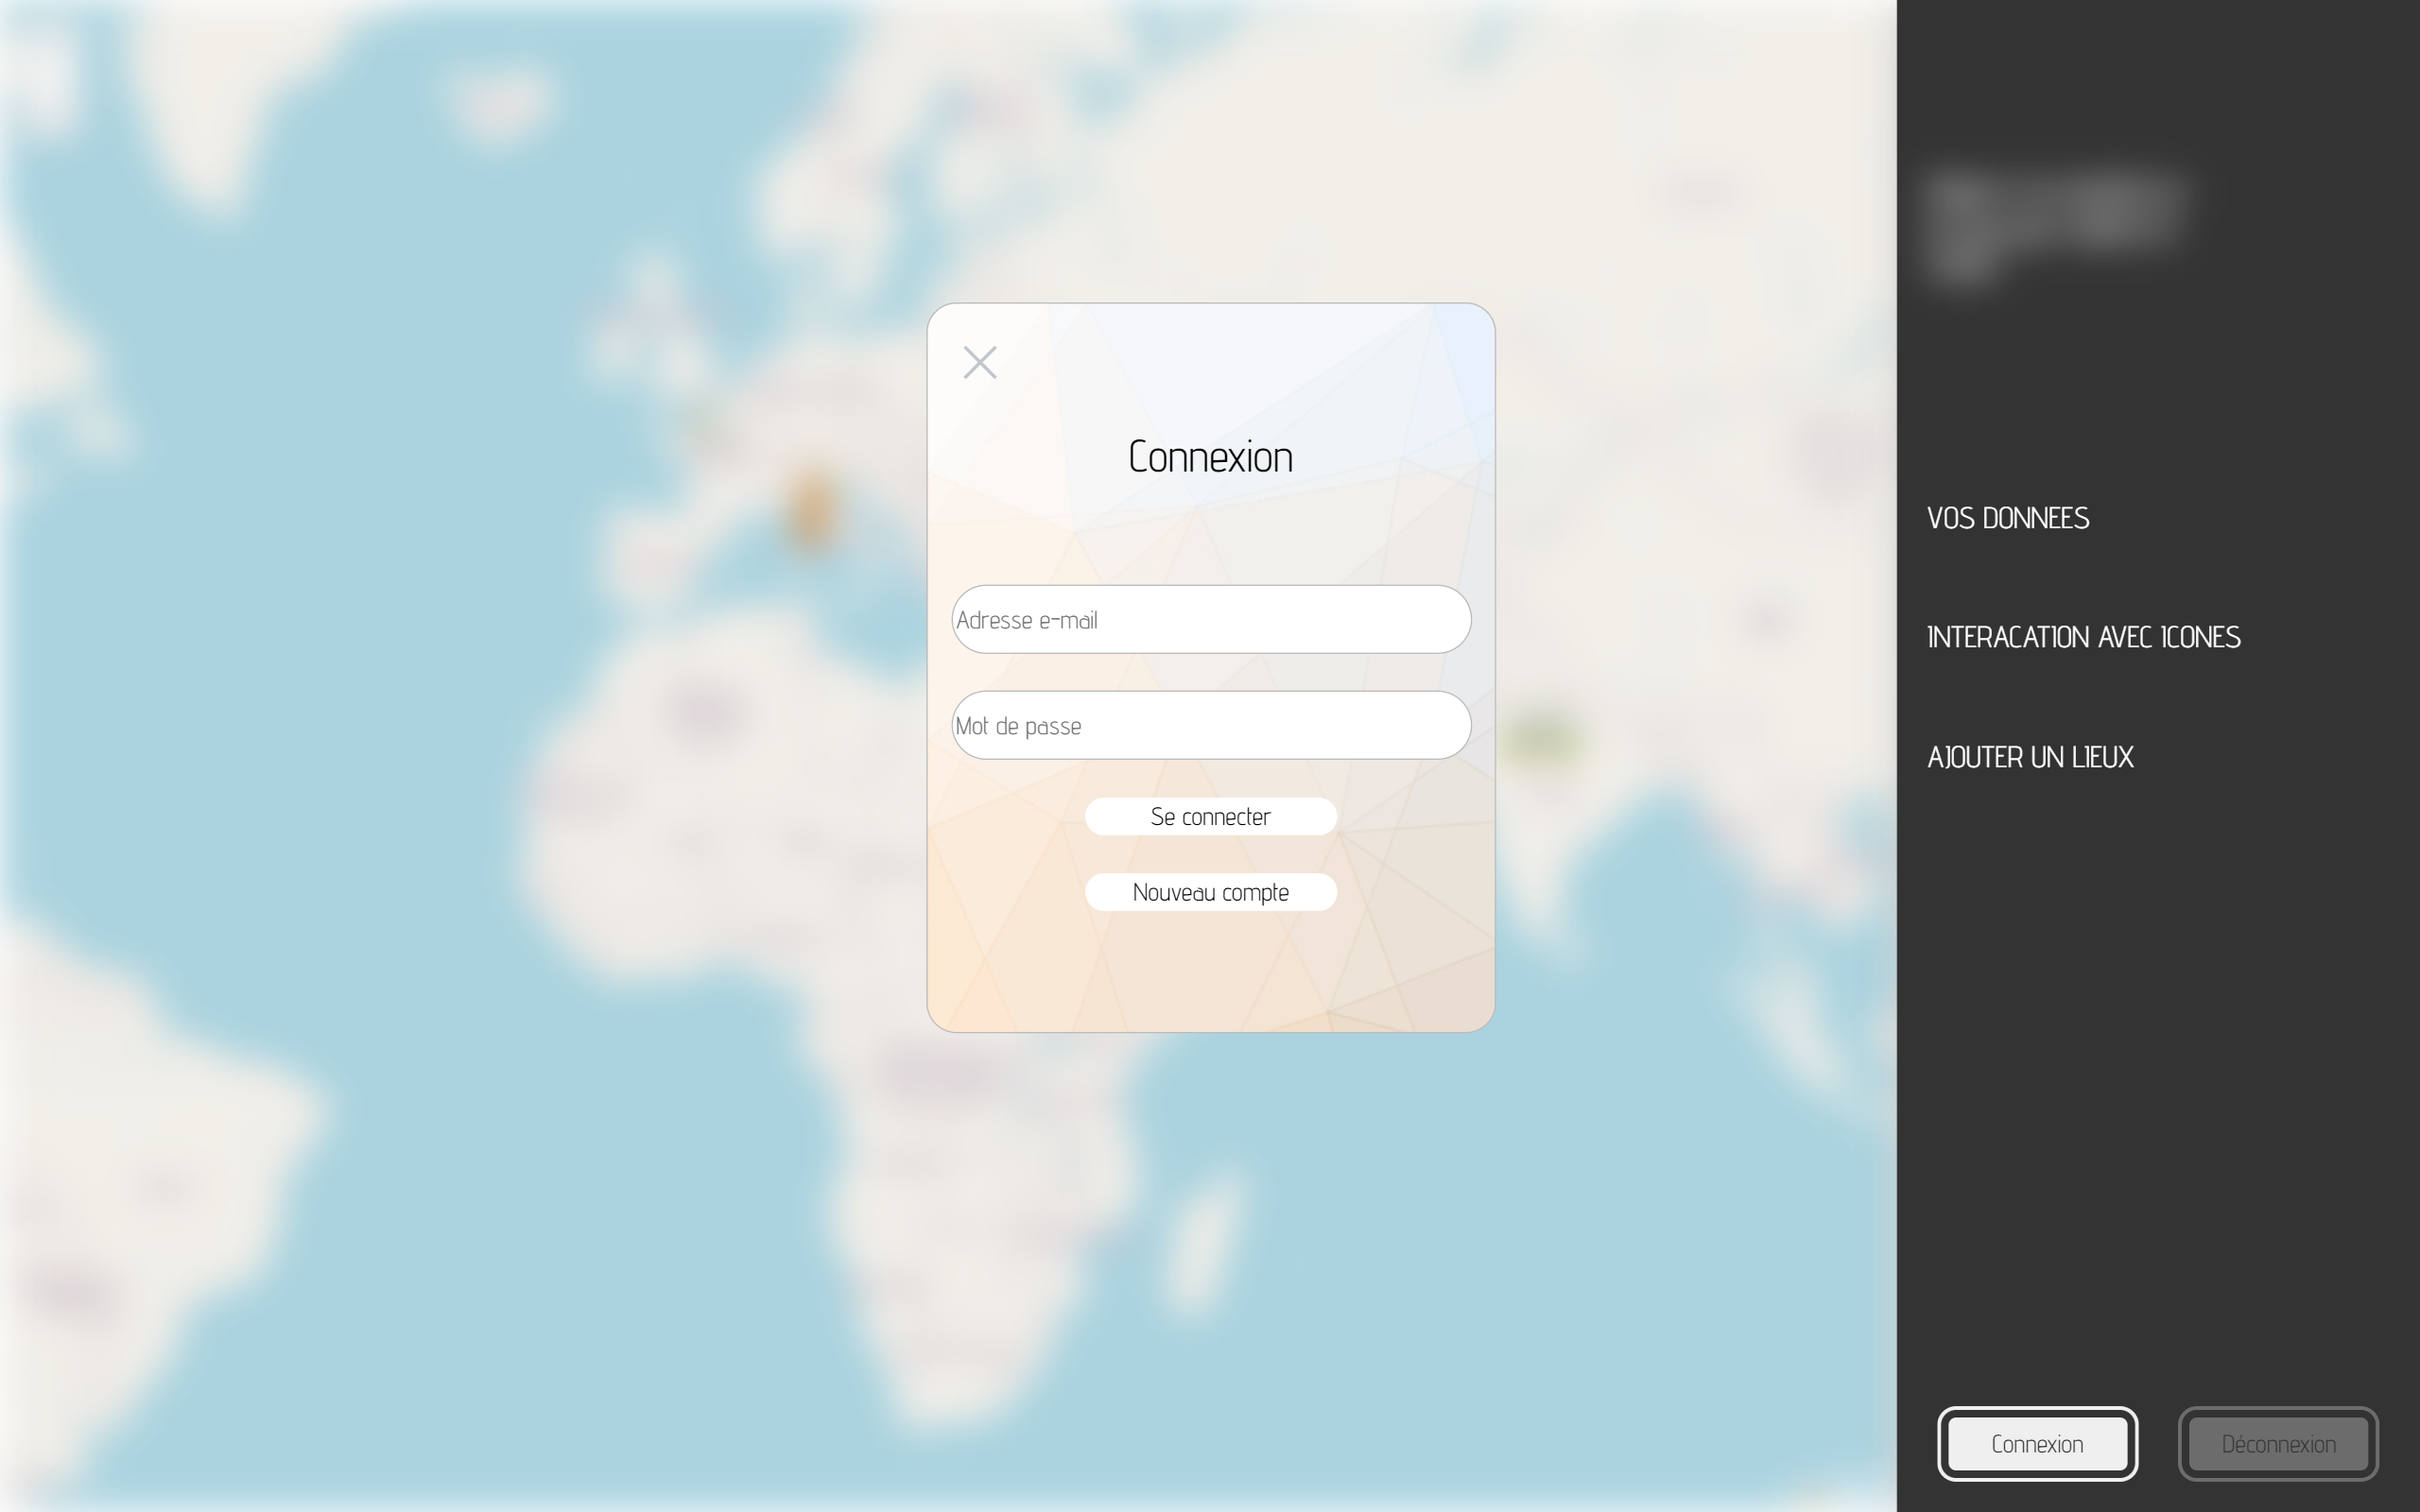 Connexion
Adresse e-mail
Mot de passe
Se connecter
Nouveau compte
VOS DONNEES
INTERACATION AVEC ICONES
AJOUTER UN LIEUX
Connexion
Déconnexion